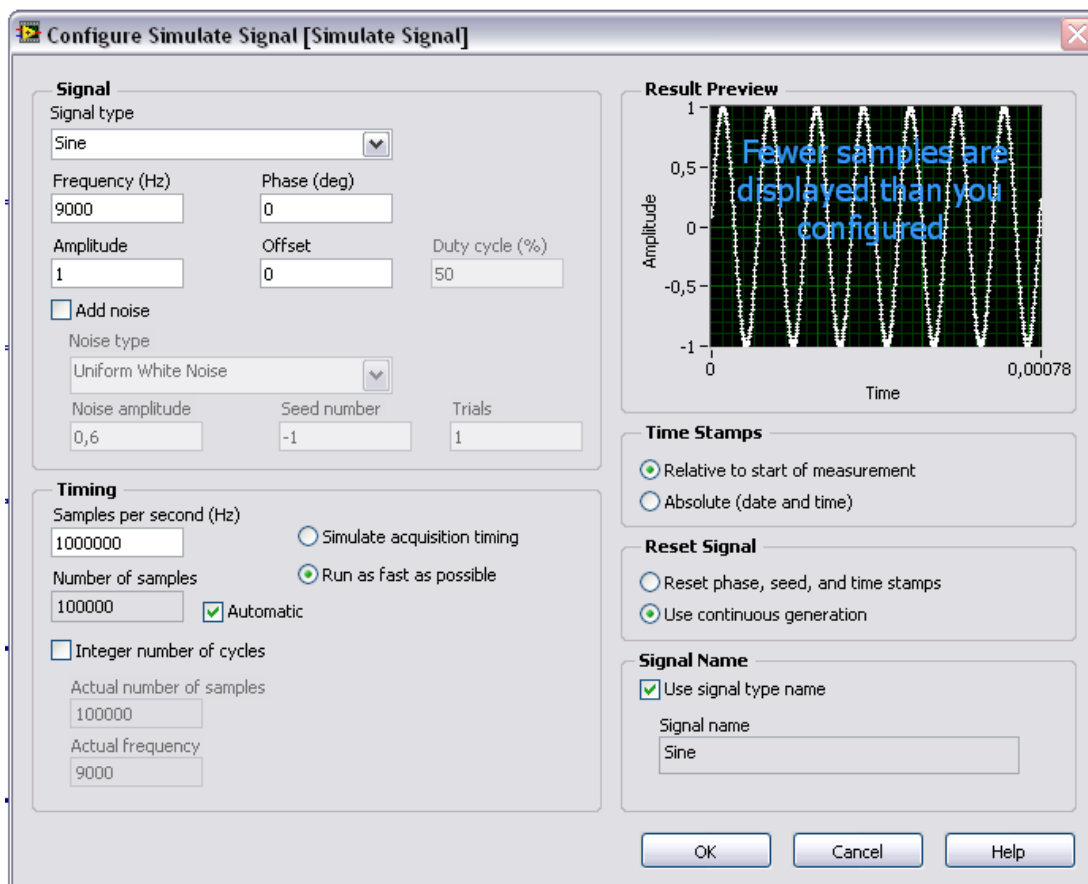 Configure Simulate Signal [Simulate Signal]
Signal
Signal type
Sine
Frequency (Hz) Phase (deg)
9000 0
Amplitude Offset Duty cycle (%)
1 0 50
Add noise
Noise type
Uniform White Noise
Noise amplitude Seed number Trials
0,6 -1 1
Timing
Samples per second (Hz)
1000000
Simulate acquisition timing
Run as fast as possible
Number of samples
100000 Automatic
Integer number of cycles
Actual number of samples
100000
Actual frequency
9000
Result Preview
1
0,5
0
-0,5
-1
Amplitude
Fewer samples are
displayed than you
configured
0 0,00078
Time
Time Stamps
Relative to start of measurement
Absolute (date and time)
Reset Signal
Reset phase, seed, and time stamps
Use continuous generation
Signal Name
Use signal type name
Signal name
Sine
OK Cancel Help